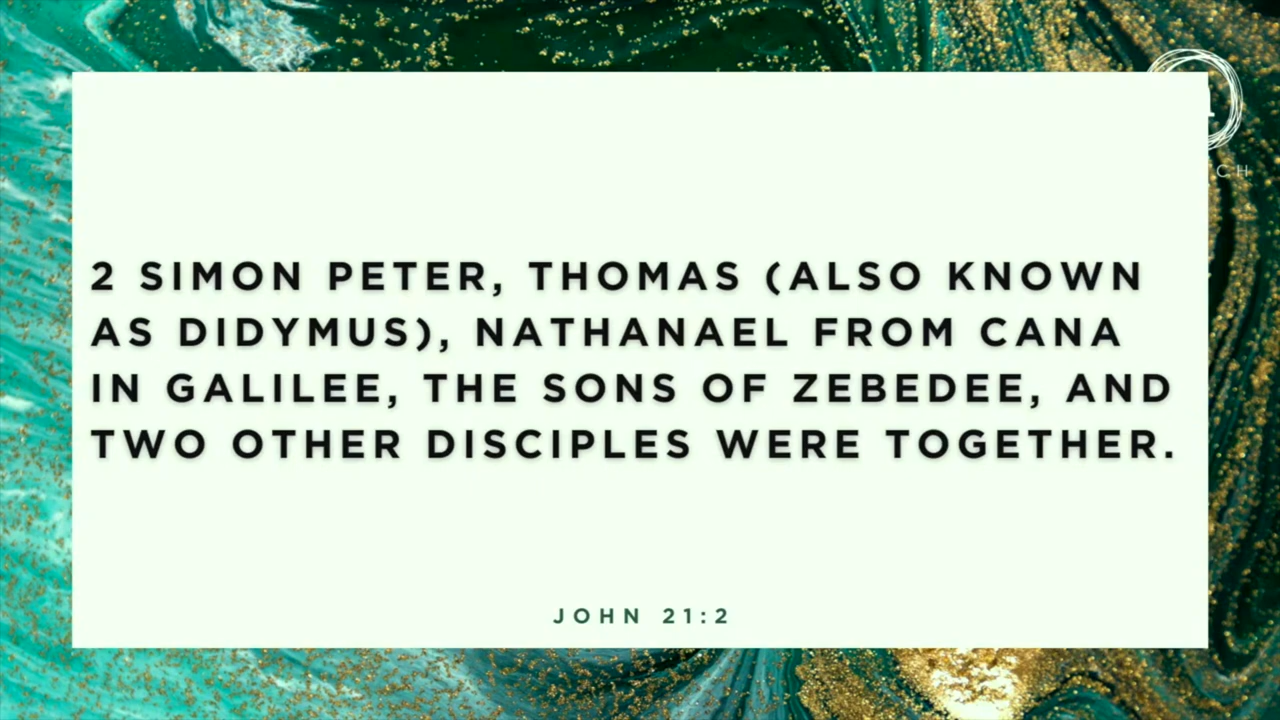 2 SIMON PETER, THOMAS (ALSO KNOWN
AS DIDYMUS), NATHANAEL FROM CANA
IN GALILEE, THE SONS OF ZEBEDEE, AND
TWO OTHER DISCIPLES WERE TOGETHER.
JOHN 21:2